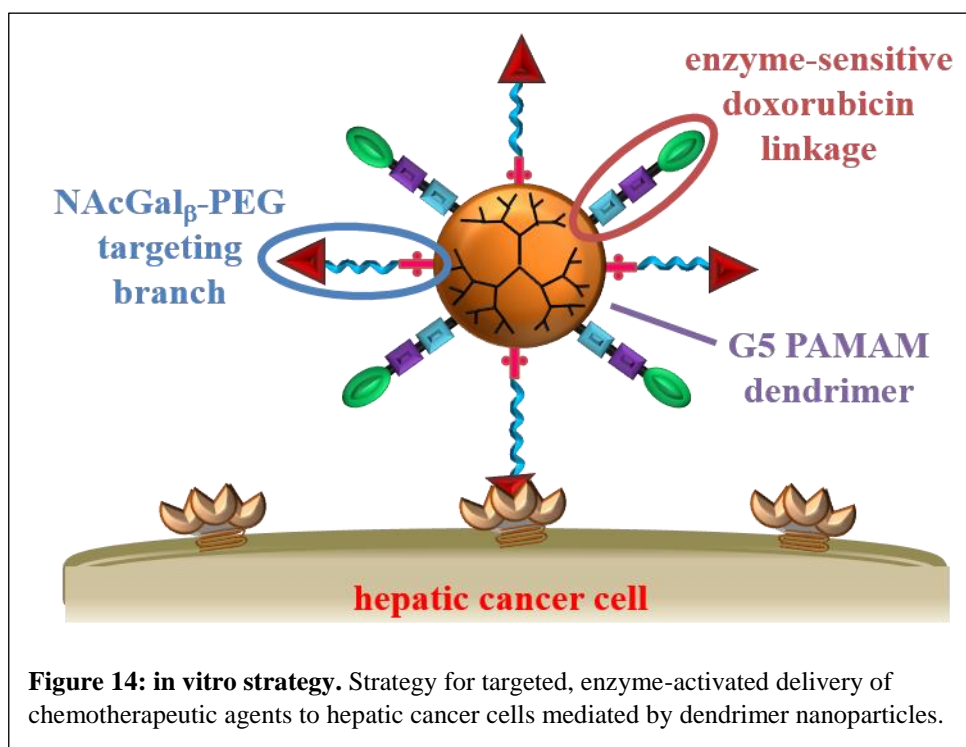 enzyme-sensitive
doxorubicin
linkage
NAcGalβ-PEG
targeting
branch
G5 PAMAM
dendrimer
hepatic cancer cell
Figure 14: in vitro strategy. Strategy for targeted, enzyme-activated delivery of
chemotherapeutic agents to hepatic cancer cells mediated by dendrimer nanoparticles.